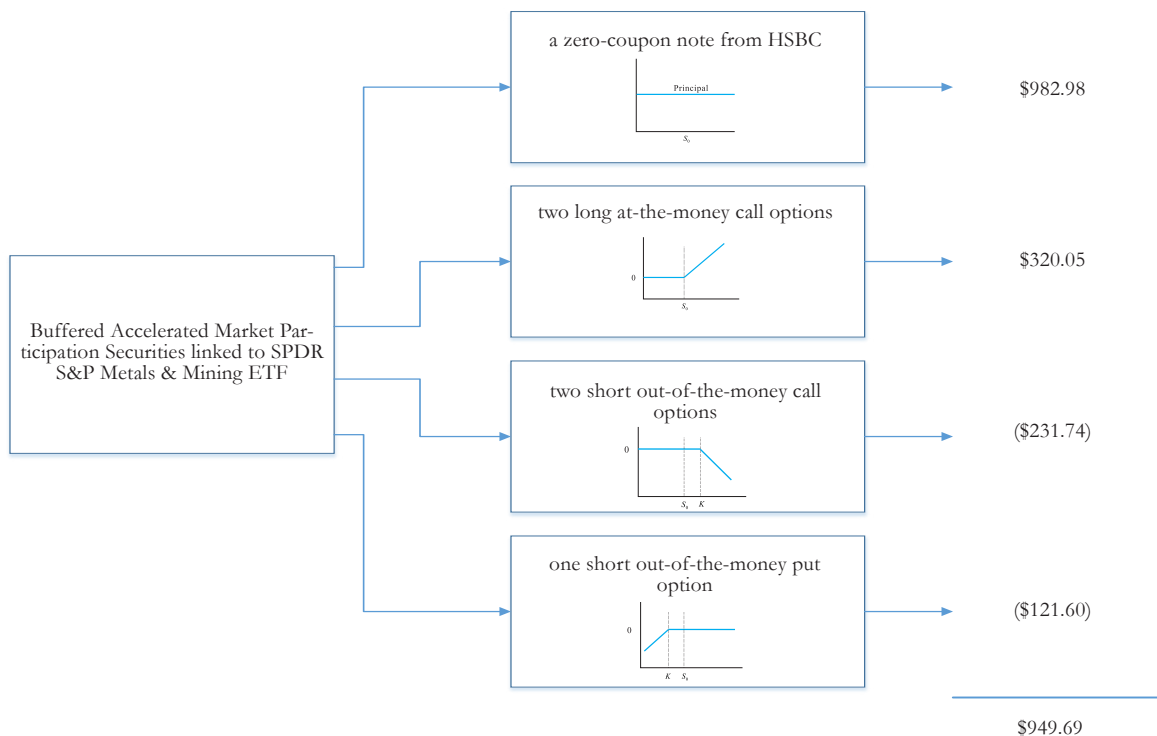 a zero-coupon note from HSBC
Principal
S₀
$982.98
two long at-the-money call options
0
S₀
$320.05
Buffered Accelerated Market Par-
ticipation Securities linked to SPDR
S&P Metals & Mining ETF
two short out-of-the-money call
options
0
S₀ K
($231.74)
one short out-of-the-money put
option
0
K S₀
($121.60)
$949.69